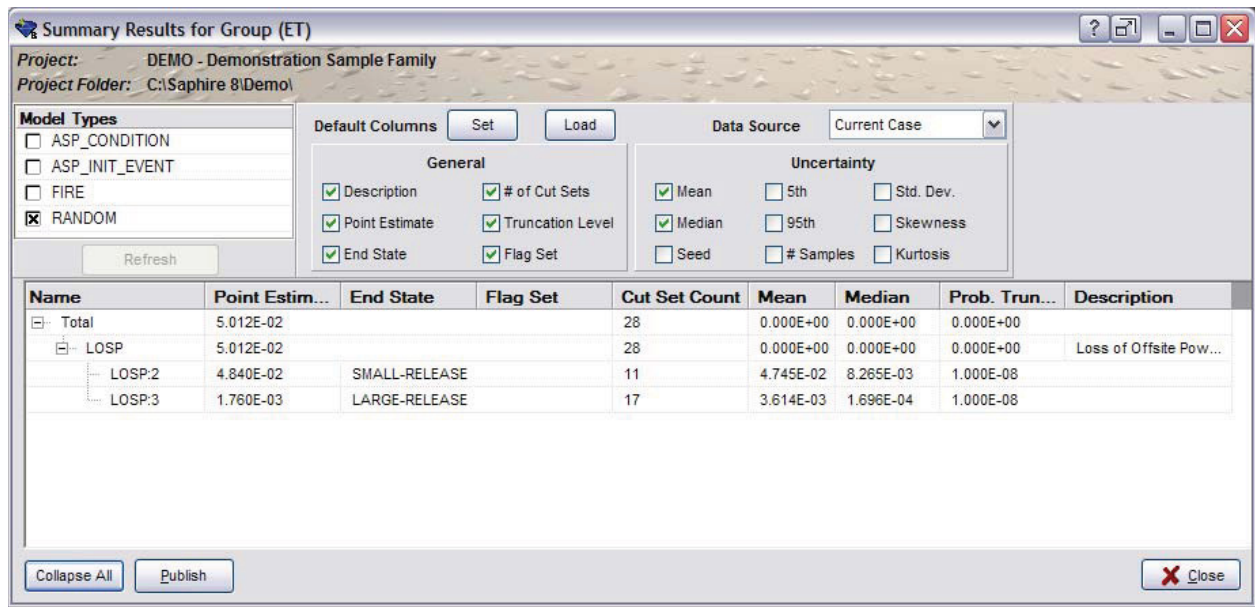 Summary Results for Group (ET)
Project: DEMO - Demonstration Sample Family
Project Folder: C:\Saphire 8\Demo\
Model Types
ASP_CONDITION
ASP_INIT_EVENT
FIRE
RANDOM
Refresh
Default Columns Set Load Data Source Current Case
General
Description # of Cut Sets
Point Estimate Truncation Level
End State Flag Set
Uncertainty
Mean 5th Std. Dev.
Median 95th Skewness
Seed # Samples Kurtosis
Name Point Estim... End State Flag Set Cut Set Count Mean Median Prob. Trun... Description
Total 5.012E-02 28 0.000E+00 0.000E+00 0.000E+00
LOSP 5.012E-02 28 0.000E+00 0.000E+00 0.000E+00 Loss of Offsite Pow...
LOSP:2 4.840E-02 SMALL-RELEASE 11 4.745E-02 8.265E-03 1.000E-08
LOSP:3 1.760E-03 LARGE-RELEASE 17 3.614E-03 1.696E-04 1.000E-08
Collapse All Publish Close